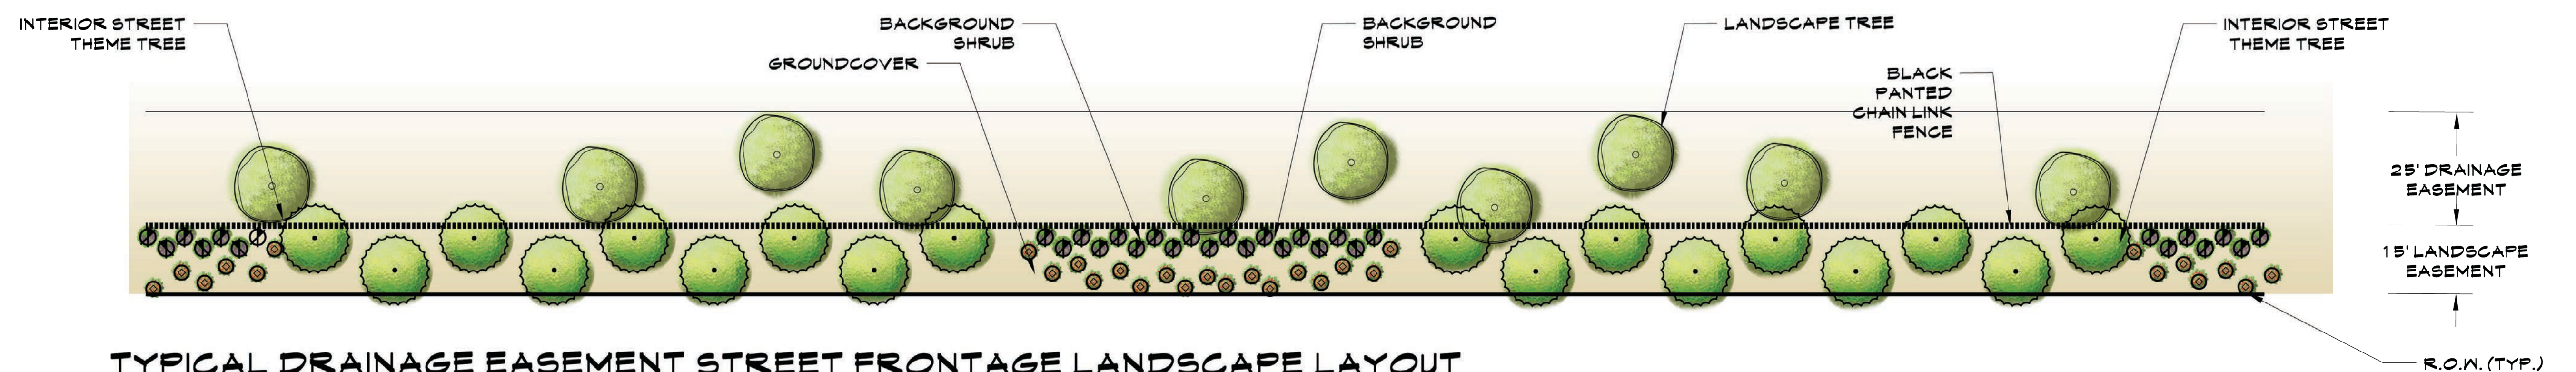 INTERIOR STREET
THEME TREE
BACKGROUND
SHRUB
GROUNDCOVER
BACKGROUND
SHRUB
LANDSCAPE TREE
BLACK
PANTED
CHAIN LINK
FENCE
INTERIOR STREET
THEME TREE
25' DRAINAGE
EASEMENT
15' LANDSCAPE
EASEMENT
R.O.W. (TYP.)
TYPICAL DRAINAGE EASEMENT STREET FRONTAGE LANDSCAPE LAYOUT